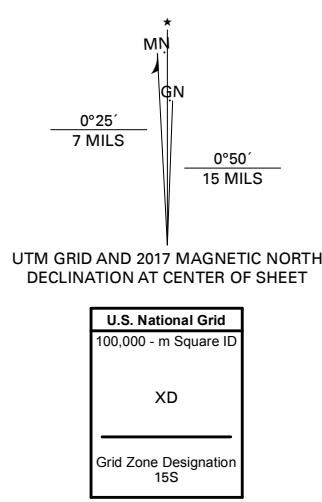 MN
GN
0°25´
7 MILS
0°50´
15 MILS
UTM GRID AND 2017 MAGNETIC NORTH
DECLINATION AT CENTER OF SHEET
U.S. National Grid
100,000 - m Square ID
XD
Grid Zone Designation
15S